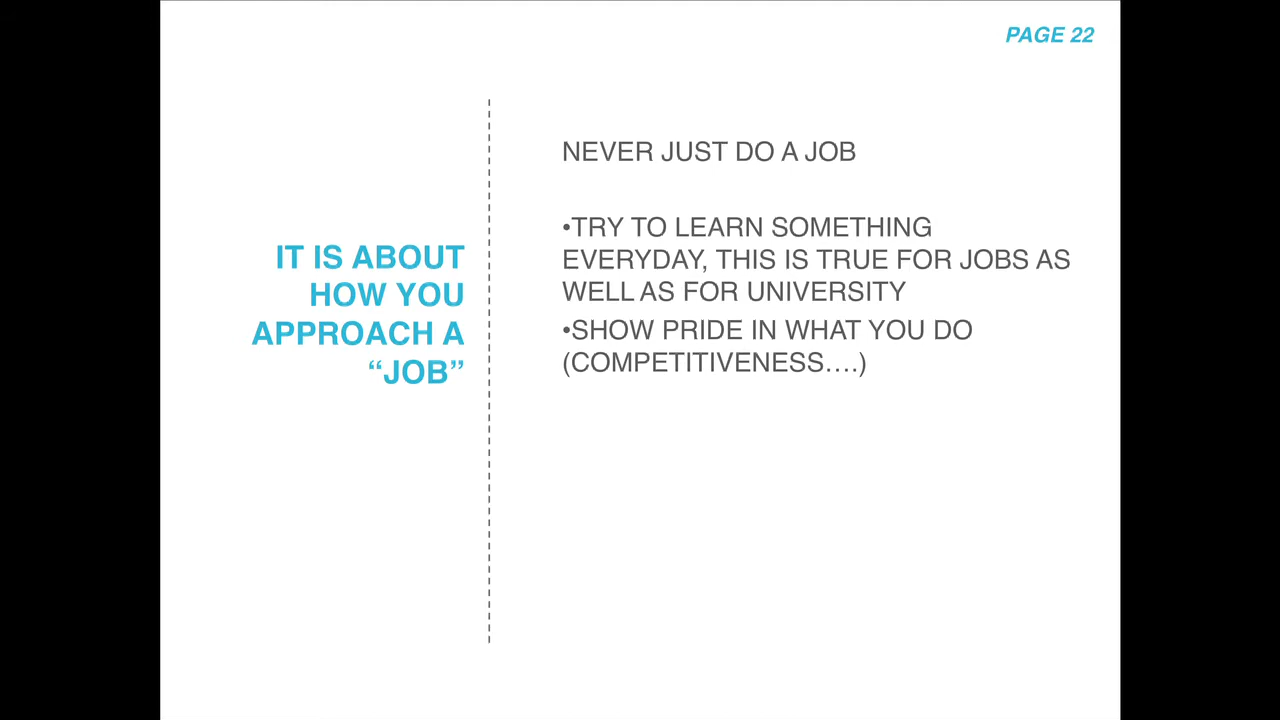 PAGE 22
IT IS ABOUT
HOW YOU
APPROACH A
“JOB”
NEVER JUST DO A JOB
•TRY TO LEARN SOMETHING
EVERYDAY, THIS IS TRUE FOR JOBS AS
WELL AS FOR UNIVERSITY
•SHOW PRIDE IN WHAT YOU DO
(COMPETITIVENESS….)